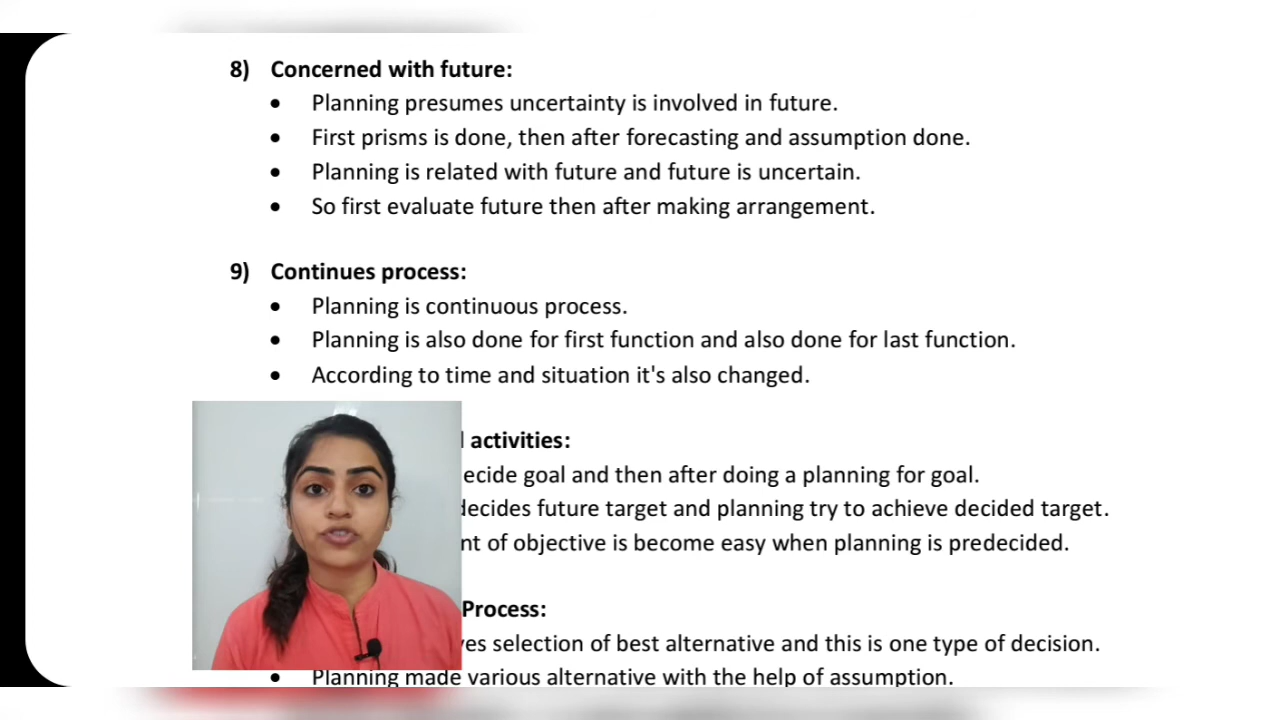 8) Concerned with future:
• Planning presumes uncertainty is involved in future.
• First prisms is done, then after forecasting and assumption done.
• Planning is related with future and future is uncertain.
• So first evaluate future then after making arrangement.
9) Continues process:
• Planning is continuous process.
• Planning is also done for first function and also done for last function.
• According to time and situation it's also changed.
activities:
goal and then after doing a planning for goal.
decides future target and planning try to achieve decided target.
of objective is become easy when planning is predecided.
Process:
selection of best alternative and this is one type of decision.
• Planning made various alternative with the help of assumption.